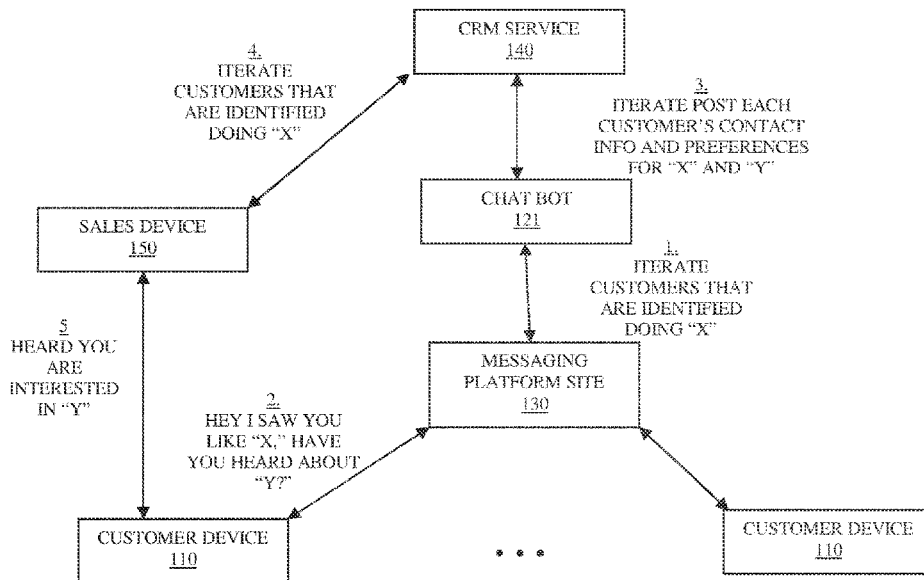 CRM SERVICE
140
4.
ITERATE
CUSTOMERS THAT
ARE IDENTIFIED
DOING “X”
3.
ITERATE POST EACH
CUSTOMER’S CONTACT
INFO AND PREFERENCES
FOR “X” AND “Y”
CHAT BOT
121
SALES DEVICE
150
1.
ITERATE
CUSTOMERS THAT
ARE IDENTIFIED
DOING “X”
5
HEARD YOU
ARE
INTERESTED
IN “Y”
MESSAGING
PLATFORM SITE
130
2.
HEY I SAW YOU
LIKE “X,” HAVE
YOU HEARD ABOUT
“Y?”
CUSTOMER DEVICE
110
CUSTOMER DEVICE
110